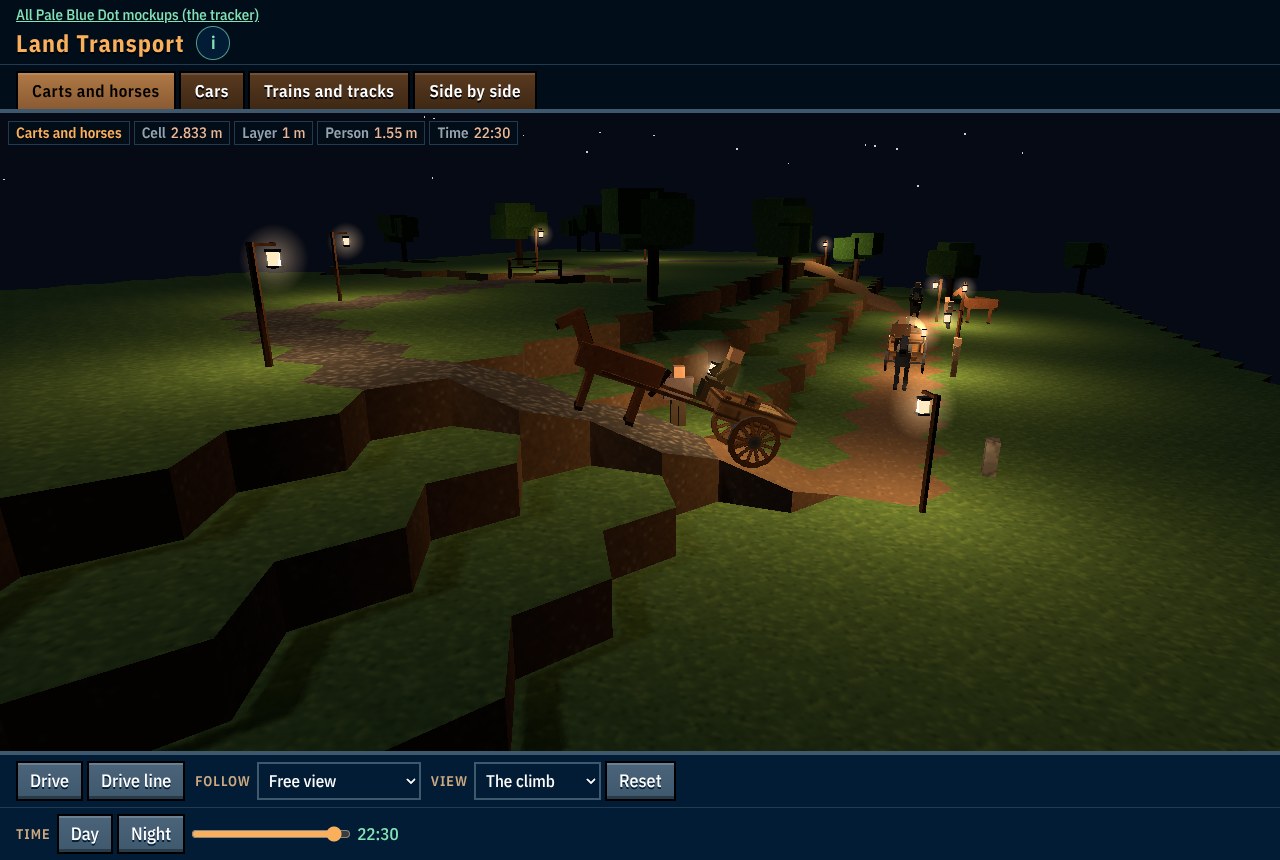 All Pale Blue Dot mockups (the tracker)
Land Transport i
Carts and horses Cars Trains and tracks Side by side
Carts and horses Cell 2.833 m Layer 1 m Person 1.55 m Time 22:30
Drive Drive line FOLLOW Free view VIEW The climb Reset
TIME Day Night 22:30